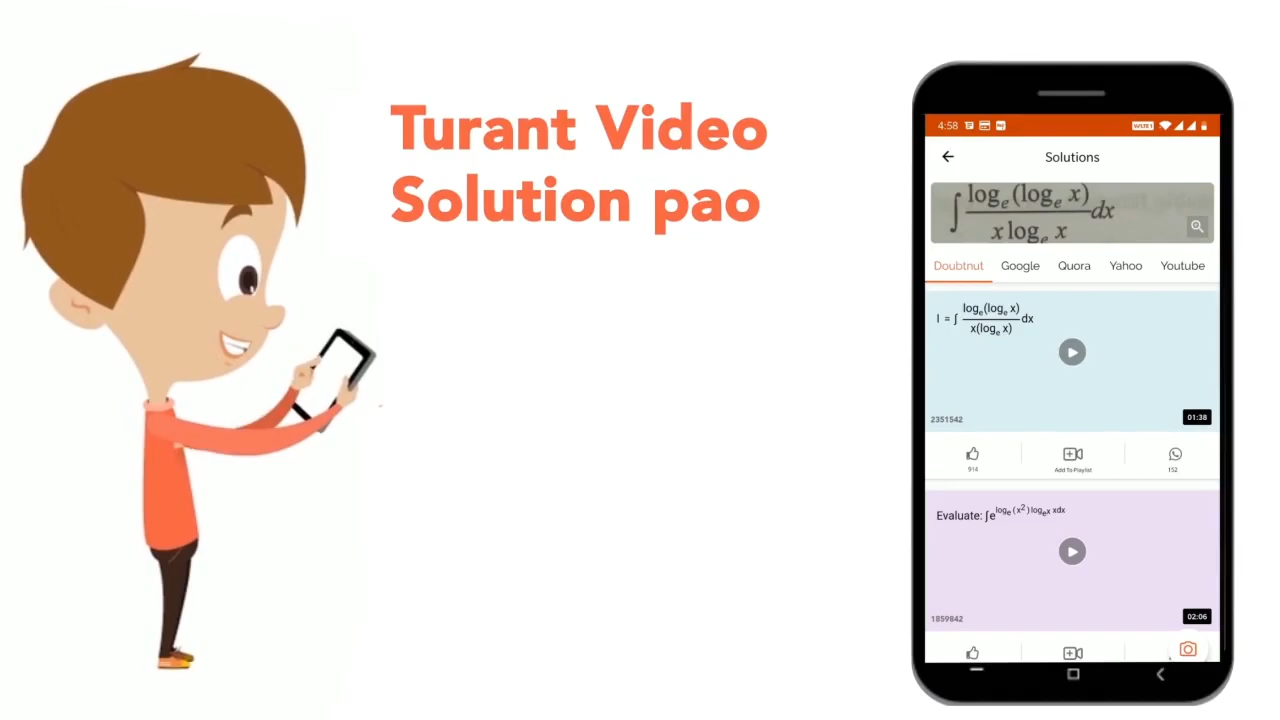 Turant Video
Solution pao
4:58
Solutions
∫ logₑ(logₑ x) / x logₑ x dx
Doubtnut Google Quora Yahoo Youtube
I = ∫ logₑ(logₑ x) / x(logₑ x) dx
2351542 01:38
914 Add To Playlist 152
Evaluate: ∫e^logₑ(x²)logₑx xdx
1859842 02:06